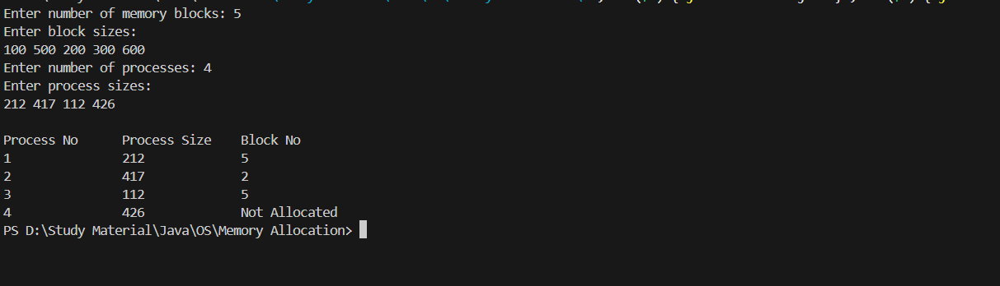 Enter number of memory blocks: 5
Enter block sizes:
100 500 200 300 600
Enter number of processes: 4
Enter process sizes:
212 417 112 426
Process No Process Size Block No
1 212 5
2 417 2
3 112 5
4 426 Not Allocated
PS D:\Study Material\Java\OS\Memory Allocation>